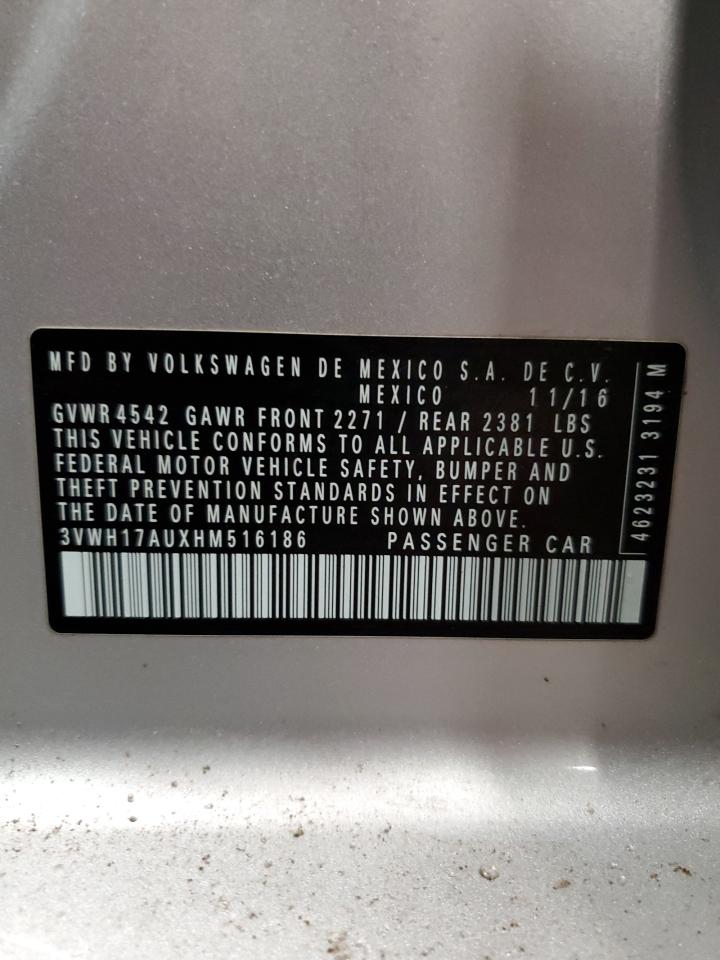 MFD BY VOLKSWAGEN DE MEXICO S.A. DE C.V.
MEXICO 11/16
GVWR 4542 GAWR FRONT 2271 / REAR 2381 LBS
THIS VEHICLE CONFORMS TO ALL APPLICABLE U.S.
FEDERAL MOTOR VEHICLE SAFETY, BUMPER AND
THEFT PREVENTION STANDARDS IN EFFECT ON
THE DATE OF MANUFACTURE SHOWN ABOVE.
3VWH17AUXHM516186 PASSENGER CAR
4623231 3194 M